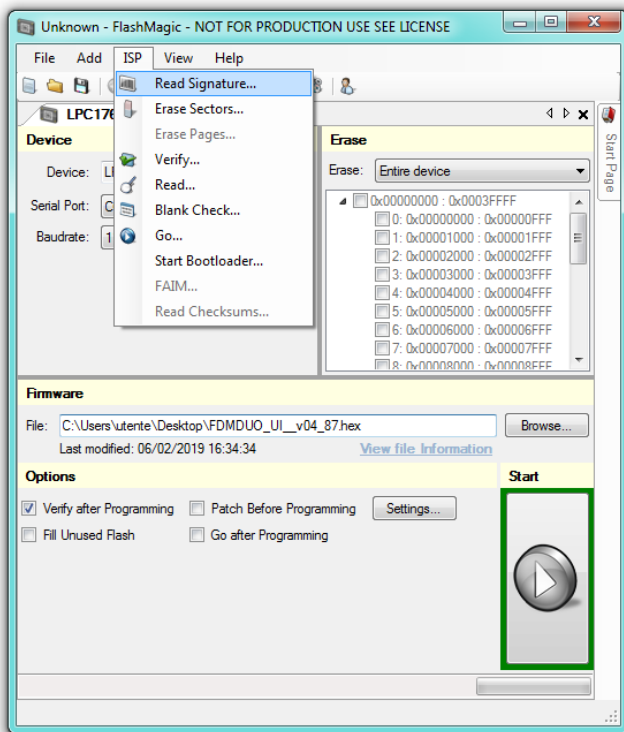 Unknown - FlashMagic - NOT FOR PRODUCTION USE SEE LICENSE
File Add ISP View Help
Read Signature...
Erase Sectors...
Erase Pages...
Verify...
Read...
Blank Check...
Go...
Start Bootloader...
FAIM...
Read Checksums...
LPC176
Start Page
Device
Device:
Serial Port:
Baudrate:
Erase
Erase: Entire device
0x00000000 : 0x0003FFFF
0: 0x00000000 : 0x00000FFF
1: 0x00001000 : 0x00001FFF
2: 0x00002000 : 0x00002FFF
3: 0x00003000 : 0x00003FFF
4: 0x00004000 : 0x00004FFF
5: 0x00005000 : 0x00005FFF
6: 0x00006000 : 0x00006FFF
7: 0x00007000 : 0x00007FFF
8: 0x00008000 : 0x00008FFF
Firmware
File: C:\Users\utente\Desktop\FDMDUO_UI__v04_87.hex Browse...
Last modified: 06/02/2019 16:34:34 View file Information
Options
Verify after Programming Patch Before Programming Settings...
Fill Unused Flash Go after Programming
Start